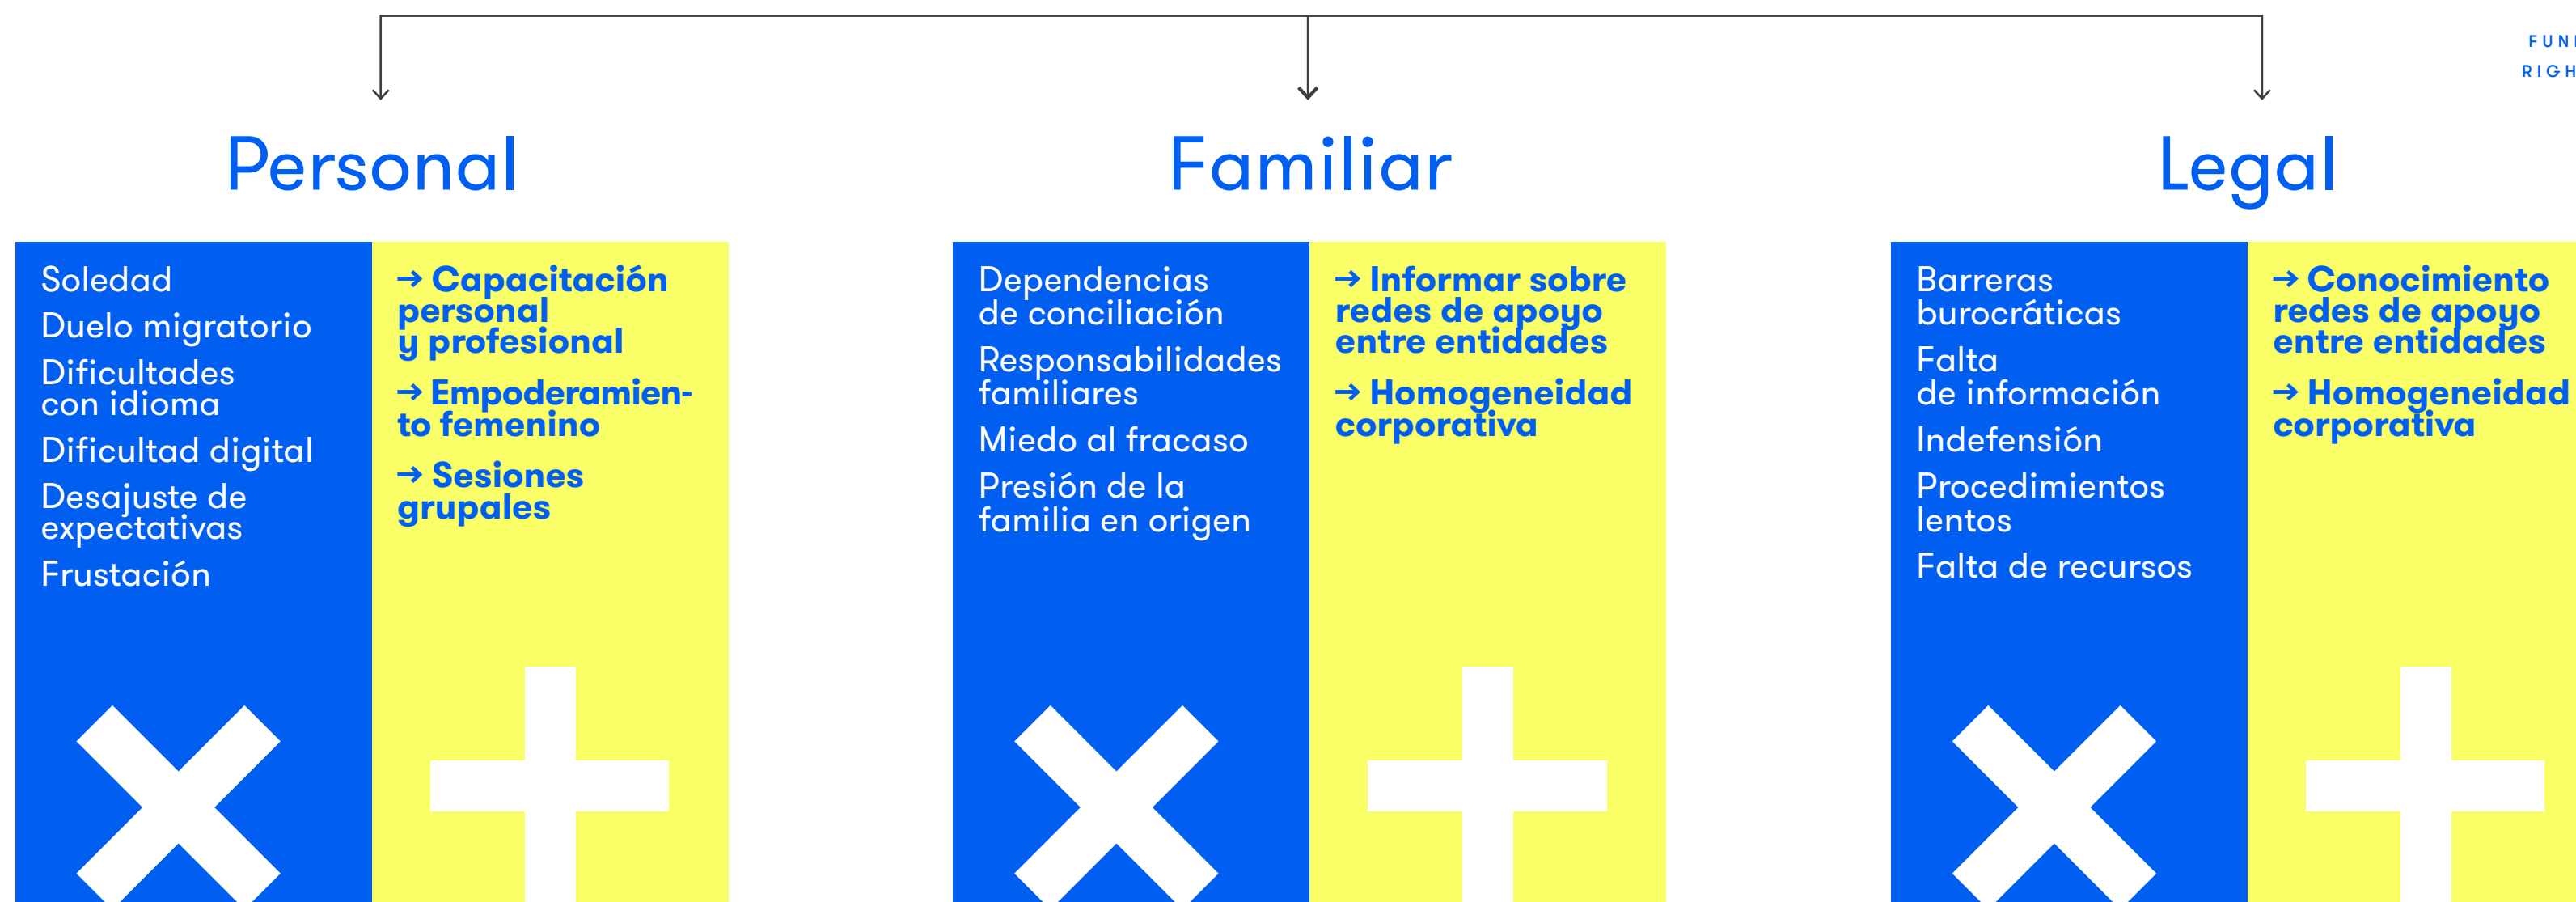 Personal
Soledad
Duelo migratorio
Dificultades
con idioma
Dificultad digital
Desajuste de
expectativas
Frustación
→ Capacitación
personal
y profesional
→ Empoderamien-
to femenino
→ Sesiones
grupales
Familiar
Dependencias
de conciliación
Responsabilidades
familiares
Miedo al fracaso
Presión de la
familia en origen
→ Informar sobre
redes de apoyo
entre entidades
→ Homogeneidad
corporativa
Legal
Barreras
burocráticas
Falta
de información
Indefensión
Procedimientos
lentos
Falta de recursos
→ Conocimiento
redes de apoyo
entre entidades
→ Homogeneidad
corporativa